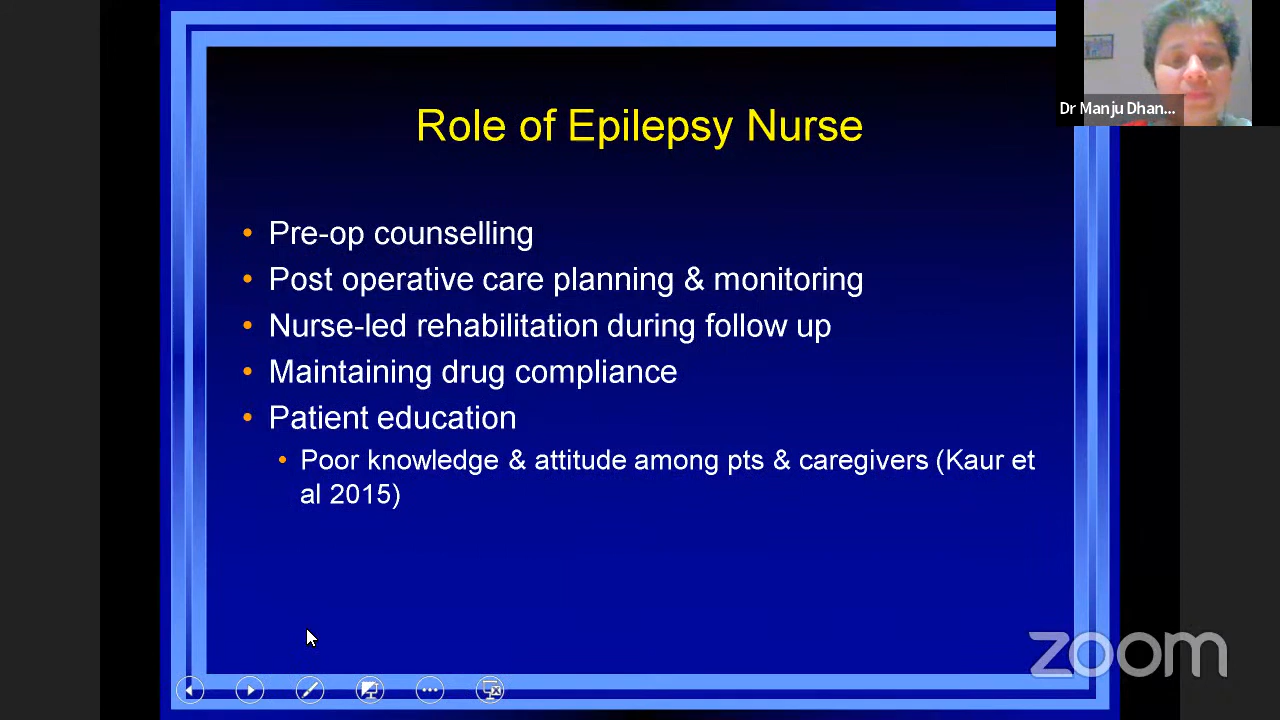 Dr Manju Dhan...
Role of Epilepsy Nurse
• Pre-op counselling
• Post operative care planning & monitoring
• Nurse-led rehabilitation during follow up
• Maintaining drug compliance
• Patient education
• Poor knowledge & attitude among pts & caregivers (Kaur et
al 2015)
zoom